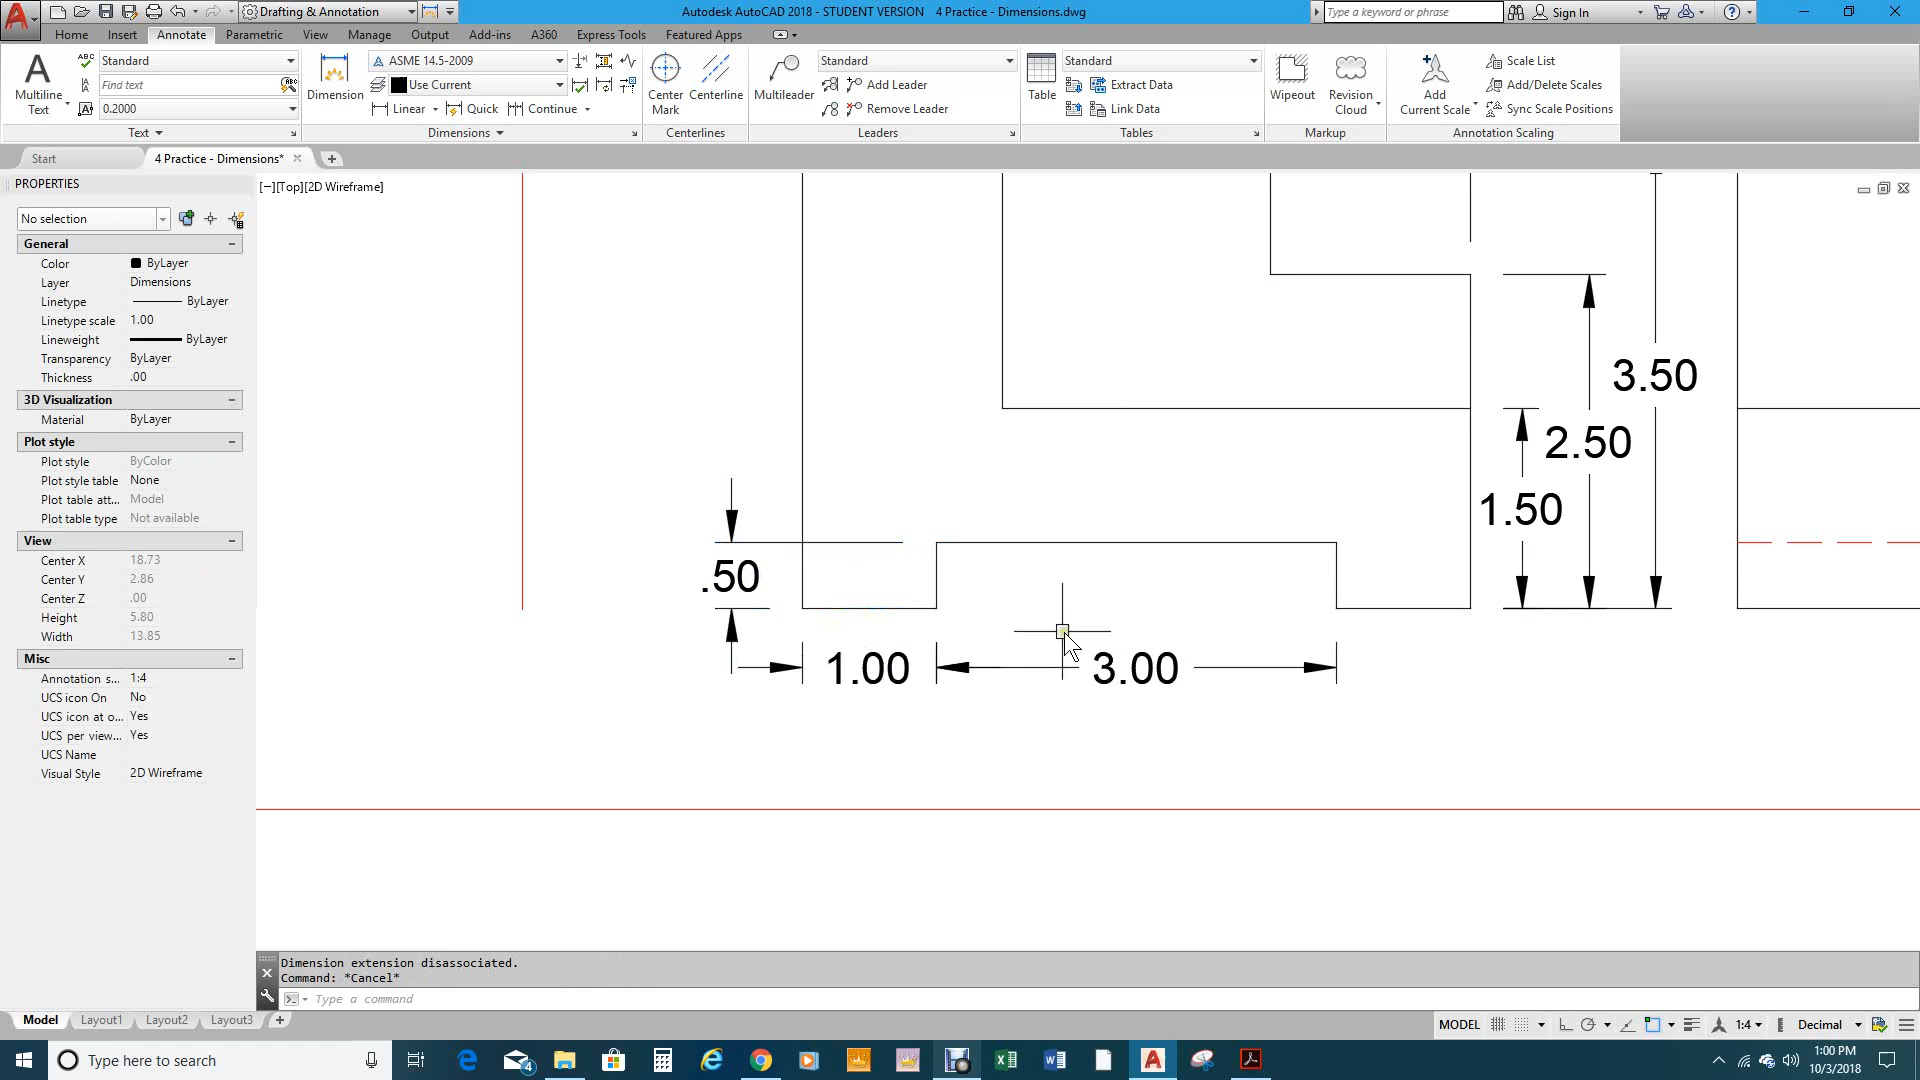 Drafting & Annotation
Autodesk AutoCAD 2018 - STUDENT VERSION 4 Practice - Dimensions.dwg
Type a keyword or phrase
Sign In
Home Insert Annotate Parametric View Manage Output Add-ins A360 Express Tools Featured Apps
Multiline Text
ABC
Standard
Find text
0.2000
Text
Dimension
ASME 14.5-2009
Use Current
Linear Quick Continue
Dimensions
Center Mark
Centerline
Centerlines
Multileader
Standard
Add Leader
Remove Leader
Leaders
Table
Standard
Extract Data
Link Data
Tables
Wipeout
Revision Cloud
Markup
Add Current Scale
Scale List
Add/Delete Scales
Sync Scale Positions
Annotation Scaling
Start
4 Practice - Dimensions*
PROPERTIES
No selection
General
Color ByLayer
Layer Dimensions
Linetype ByLayer
Linetype scale 1.00
Lineweight ByLayer
Transparency ByLayer
Thickness .00
3D Visualization
Material ByLayer
Plot style
Plot style ByColor
Plot style table None
Plot table att... Model
Plot table type Not available
View
Center X 18.73
Center Y 2.86
Center Z .00
Height 5.80
Width 13.85
Misc
Annotation s... 1:4
UCS icon On No
UCS icon at o... Yes
UCS per view... Yes
UCS Name
Visual Style 2D Wireframe
[−][Top][2D Wireframe]
3.50
2.50
1.50
.50
1.00
3.00
Dimension extension disassociated.
Command: *Cancel*
Type a command
Model Layout1 Layout2 Layout3
MODEL
1:4
Decimal
Type here to search
4
1:00 PM
10/3/2018